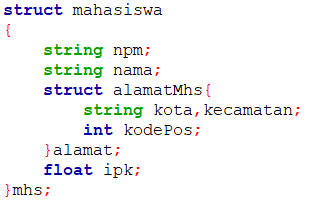 struct mahasiswa
{
    string npm;
    string nama;
    struct alamatMhs{
        string kota,kecamatan;
        int kodePos;
    }alamat;
    float ipk;
}mhs;